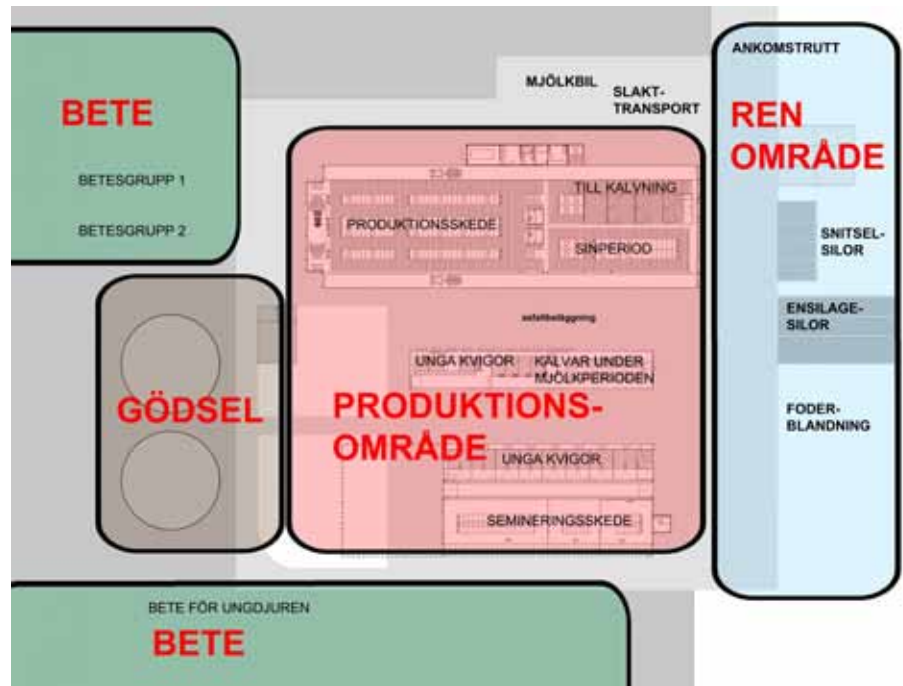 BETE
BETESGRUPP 1
BETESGRUPP 2
MJÖLKBIL
SLAKT-
TRANSPORT
ANKOMSTRUTT
REN
OMRÅDE
SNITSEL-
SILOR
ENSILAGE-
SILOR
FODER-
BLANDNING
TILL KALVNING
PRODUKTIONSSKEDE
SINPERIOD
asfaltbeläggning
UNGA KVIGOR
KALVAR UNDER
MJÖLKPERIODEN
GÖDSEL
PRODUKTIONS-
OMRÅDE
UNGA KVIGOR
SEMINERINGSSKEDE
BETE FÖR UNGDJUREN
BETE